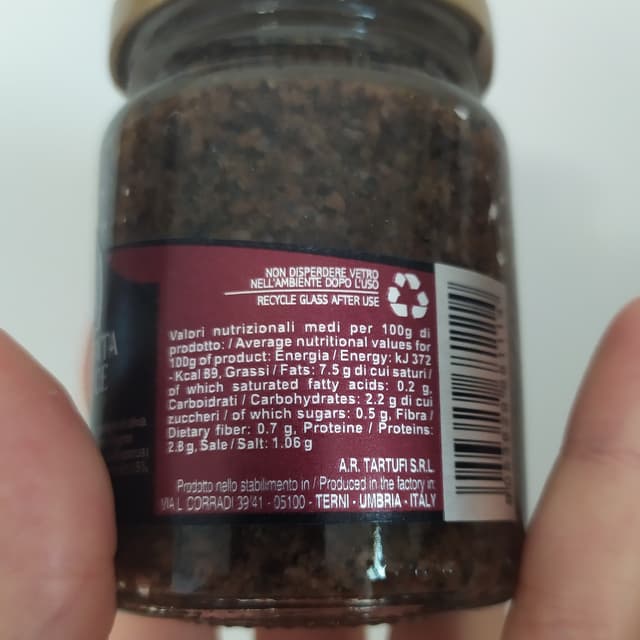 NON DISPERDERE VETRO
NELL'AMBIENTE DOPO L'USO
RECYCLE GLASS AFTER USE
Valori nutrizionali medi per 100g di
prodotto: / Average nutritional values for
100g of product: Energia / Energy: kJ 372
- Kcal 89, Grassi / Fats: 7.5 g di cui saturi /
of which saturated fatty acids: 0.2 g,
Carboidrati / Carbohydrates: 2.2 g di cui
zuccheri / of which sugars: 0.5 g, Fibra /
Dietary fiber: 0.7 g, Proteine / Proteins:
2.8 g, Sale / Salt: 1.06 g
A.R. TARTUFI S.R.L.
Prodotto nello stabilimento in / Produced in the factory in:
VIA L. CORRADI 39/41 - 05100 - TERNI - UMBRIA - ITALY